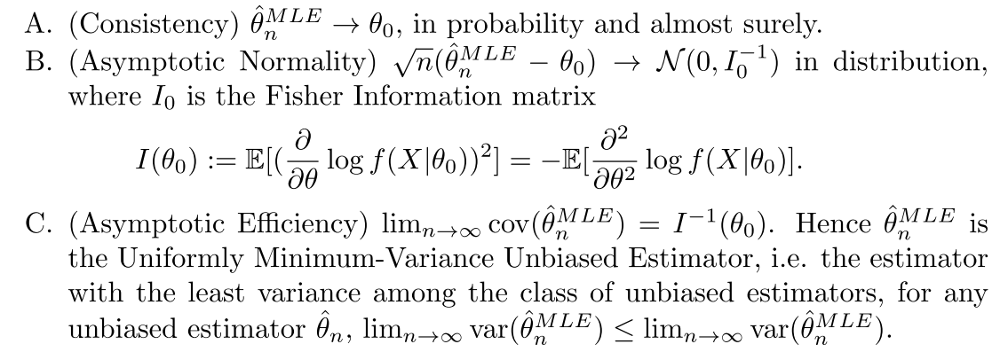 A. (Consistency) $\hat{\theta}_n^{MLE} \to \theta_0$, in probability and almost surely.
B. (Asymptotic Normality) $\sqrt{n}(\hat{\theta}_n^{MLE} - \theta_0) \to \mathcal{N}(0, I_0^{-1})$ in distribution,
where $I_0$ is the Fisher Information matrix
$I(\theta_0) := \mathbb{E}[(\frac{\partial}{\partial\theta} \log f(X|\theta_0))^2] = -\mathbb{E}[\frac{\partial^2}{\partial\theta^2} \log f(X|\theta_0)].$
C. (Asymptotic Efficiency) $\lim_{n\to\infty} \text{cov}(\hat{\theta}_n^{MLE}) = I^{-1}(\theta_0)$. Hence $\hat{\theta}_n^{MLE}$ is
the Uniformly Minimum-Variance Unbiased Estimator, i.e. the estimator
with the least variance among the class of unbiased estimators, for any
unbiased estimator $\hat{\theta}_n$, $\lim_{n\to\infty} \text{var}(\hat{\theta}_n^{MLE}) \leq \lim_{n\to\infty} \text{var}(\hat{\theta}_n^{MLE})$.